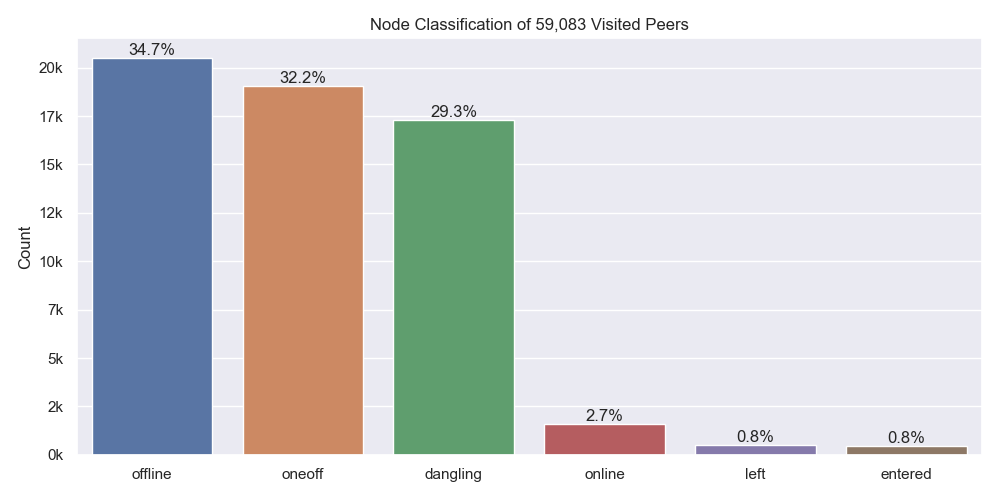 Node Classification of 59,083 Visited Peers
34.7%
32.2%
29.3%
2.7%
0.8%
0.8%
20k
17k
15k
12k
10k
7k
5k
2k
0k
Count
offline
oneoff
dangling
online
left
entered